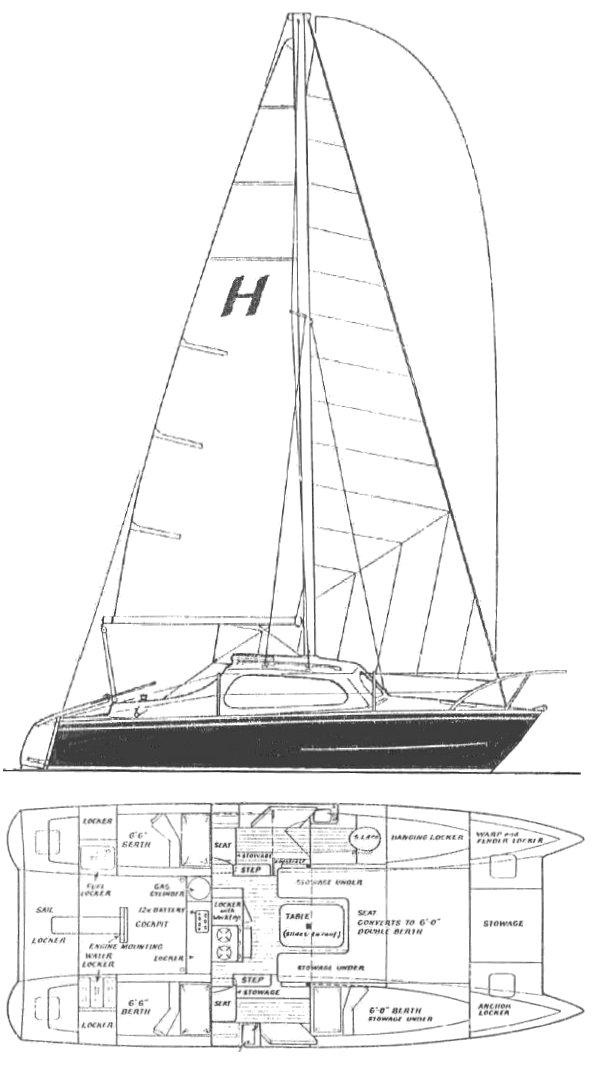 H
LOCKER
6'6"
BERTH
FUEL
LOCKER
SEAT
STOWAGE
STEP
HANGING LOCKER
WARP and
FENDER LOCKER
GAS
CYLINDER
12v BATTERY
COCKPIT
SAIL
LOCKER
ENGINE MOUNTING
WATER
LOCKER
LOCKER
LOCKER
with
WORKTOP
STOWAGE UNDER
TABLE
SEAT
CONVERTS TO 6'0"
DOUBLE BERTH
STOWAGE
STOWAGE UNDER
STEP
STOWAGE
SEAT
6'6"
BERTH
LOCKER
6'0" BERTH
STOWAGE UNDER
ANCHOR
LOCKER